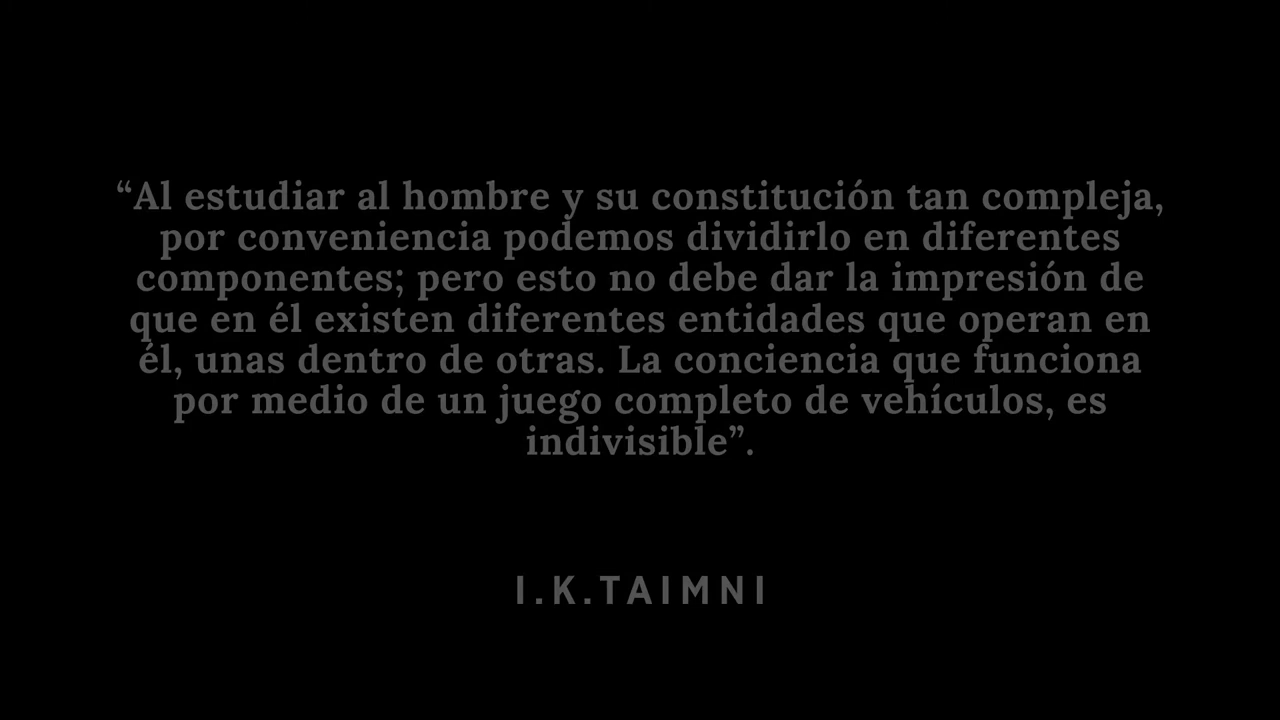 “Al estudiar al hombre y su constitución tan compleja,
por conveniencia podemos dividirlo en diferentes
componentes; pero esto no debe dar la impresión de
que en él existen diferentes entidades que operan en
él, unas dentro de otras. La conciencia que funciona
por medio de un juego completo de vehículos, es
indivisible”.
I.K.TAIMNI